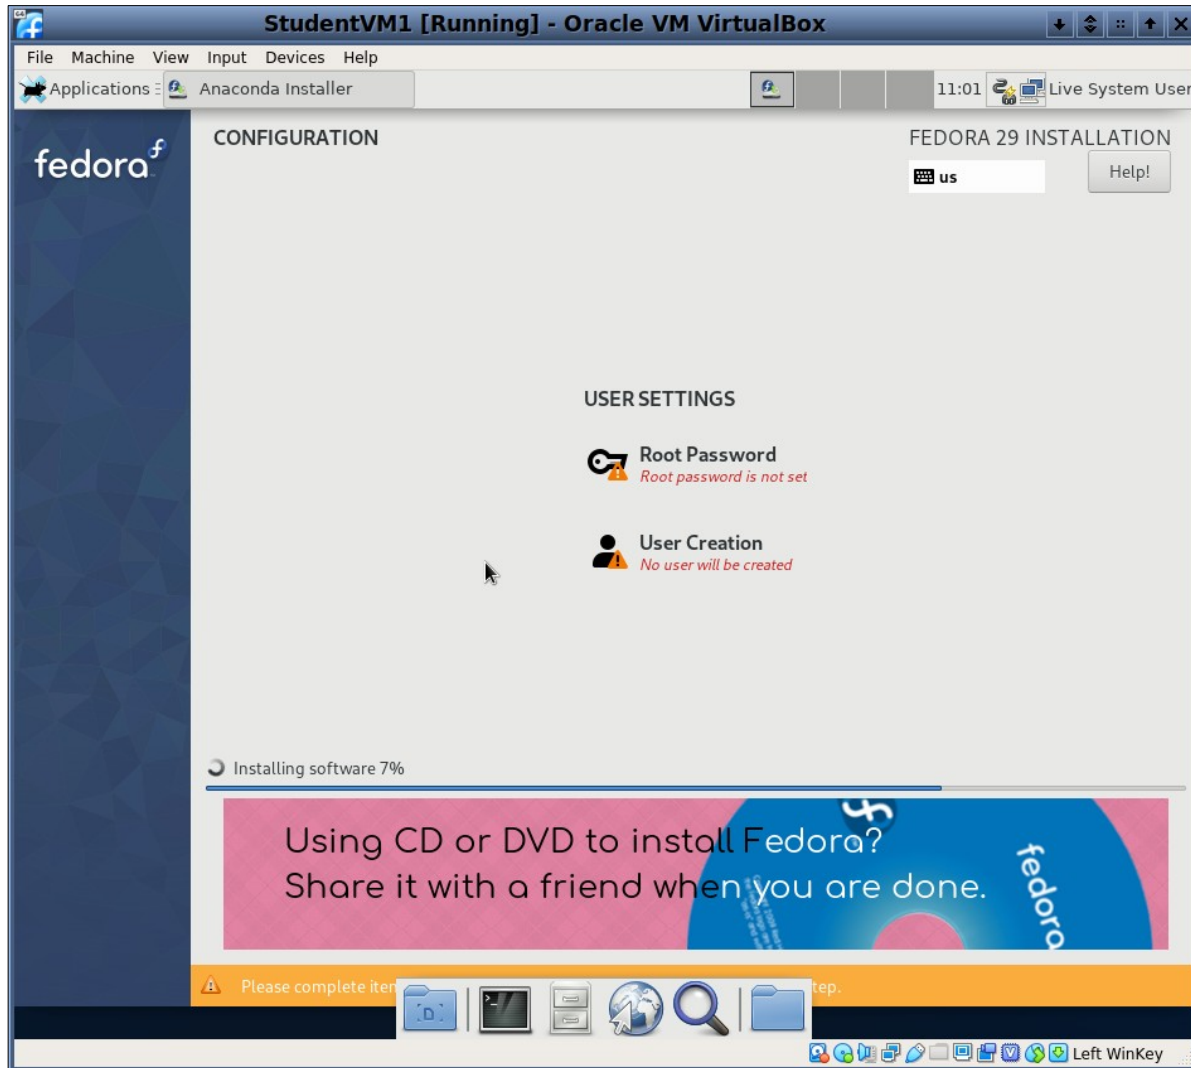 StudentVM1 [Running] - Oracle VM VirtualBox
File Machine View Input Devices Help
Applications Anaconda Installer 11:01 Live System User
fedora
CONFIGURATION
FEDORA 29 INSTALLATION
us
Help!
USER SETTINGS
Root Password
Root password is not set
User Creation
No user will be created
Installing software 7%
Using CD or DVD to install Fedora?
Share it with a friend when you are done.
fedora
Please complete
Left WinKey